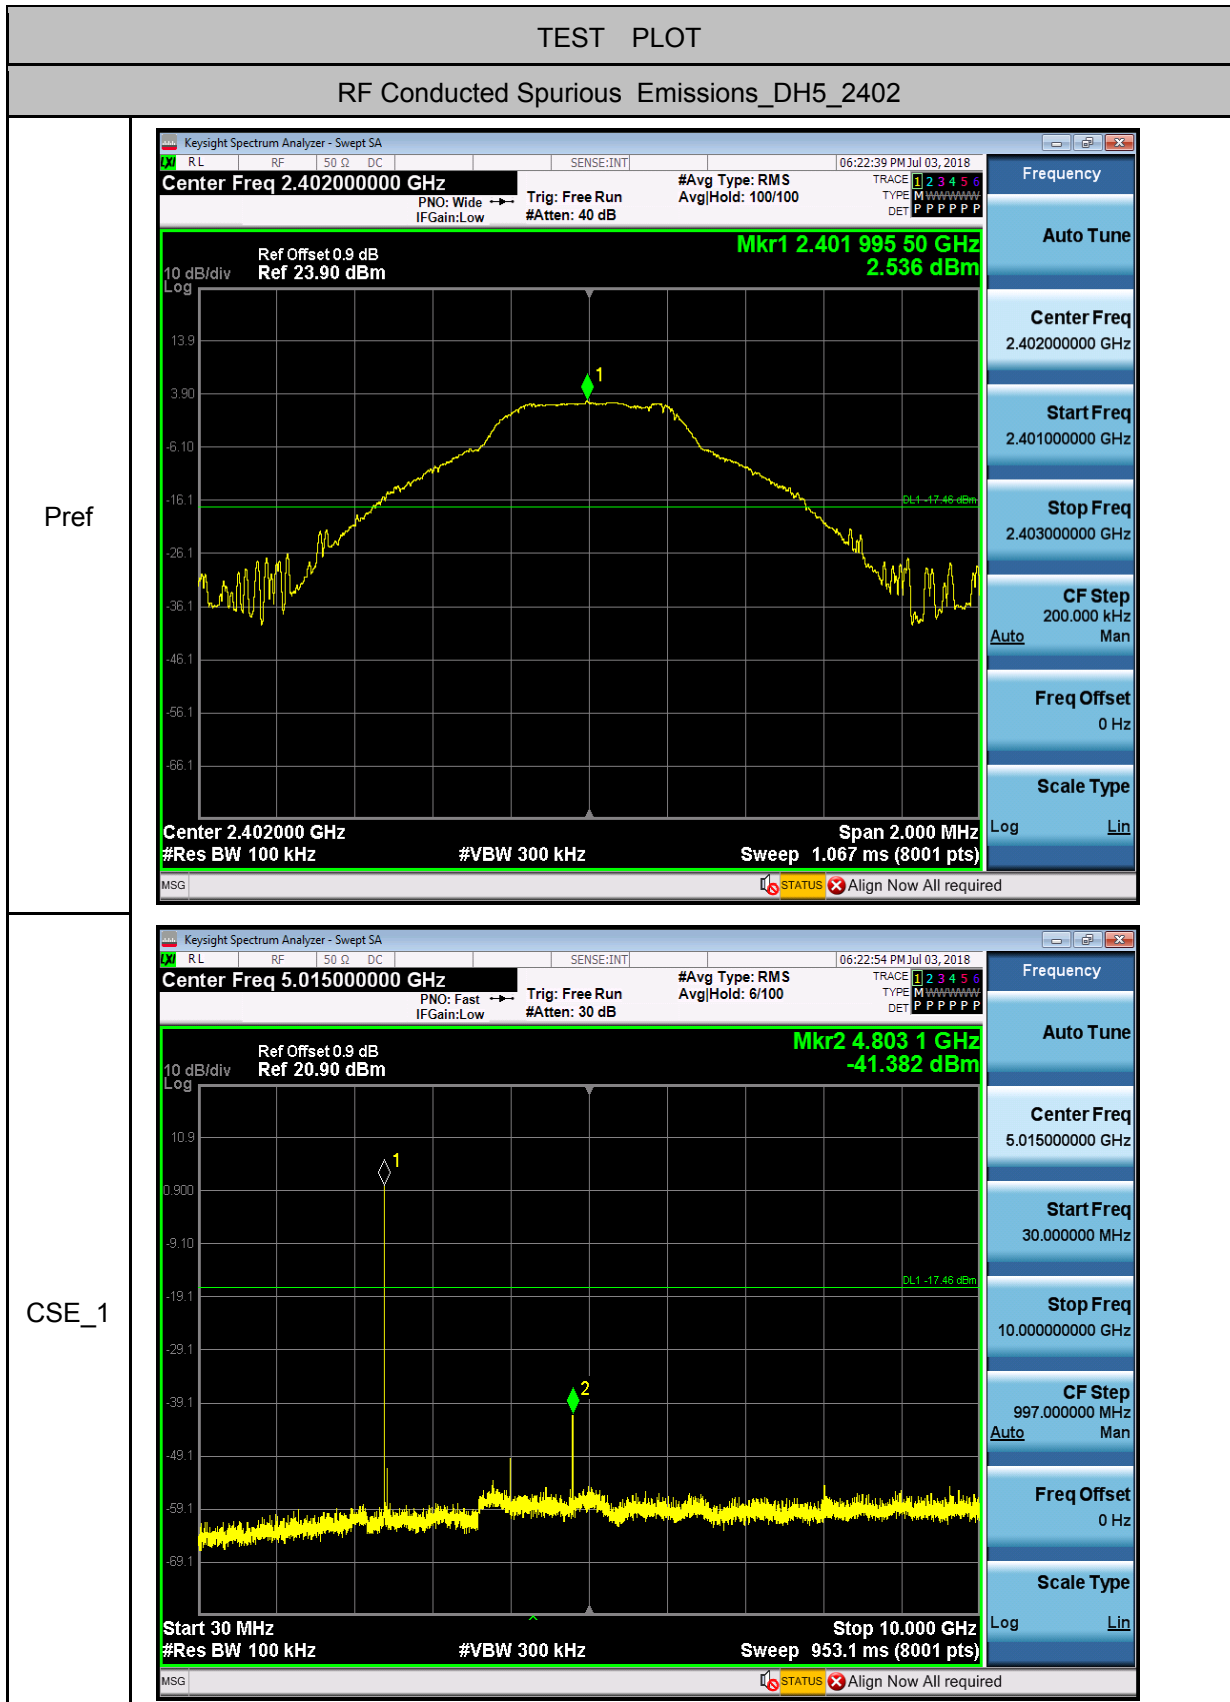 TEST PLOT
RF Conducted Spurious Emissions_DH5_2402
Pref
Keysight Spectrum Analyzer - Swept SA
LXI RL RF 50 Ω DC SENSE:INT 06:22:39 PM Jul 03, 2018
Center Freq 2.402000000 GHz
PNO: Wide
IFGain:Low
Trig: Free Run
#Atten: 40 dB
#Avg Type: RMS
Avg|Hold: 100/100
TRACE 1 2 3 4 5 6
TYPE M WWWWW
DET P P P P P P
Mkr1 2.401 995 50 GHz
2.536 dBm
Ref Offset 0.9 dB
10 dB/div Ref 23.90 dBm
Log
1
13.9
3.90
-6.10
-16.1
DL1 -17.46 dBm
-26.1
-36.1
-46.1
-56.1
-66.1
Center 2.402000 GHz Span 2.000 MHz
#Res BW 100 kHz #VBW 300 kHz Sweep 1.067 ms (8001 pts)
MSG STATUS Align Now All required
Frequency
Auto Tune
Center Freq
2.402000000 GHz
Start Freq
2.401000000 GHz
Stop Freq
2.403000000 GHz
CF Step
200.000 kHz
Auto Man
Freq Offset
0 Hz
Scale Type
Log Lin
CSE_1
Keysight Spectrum Analyzer - Swept SA
LXI RL RF 50 Ω DC SENSE:INT 06:22:54 PM Jul 03, 2018
Center Freq 5.015000000 GHz
PNO: Fast
IFGain:Low
Trig: Free Run
#Atten: 30 dB
#Avg Type: RMS
Avg|Hold: 6/100
TRACE 1 2 3 4 5 6
TYPE M WWWWW
DET P P P P P P
Mkr2 4.803 1 GHz
-41.382 dBm
Ref Offset 0.9 dB
10 dB/div Ref 20.90 dBm
Log
10.9
1
0.900
-9.10
DL1 -17.46 dBm
-19.1
-29.1
2
-39.1
-49.1
-59.1
-69.1
Start 30 MHz Stop 10.000 GHz
#Res BW 100 kHz #VBW 300 kHz Sweep 953.1 ms (8001 pts)
MSG STATUS Align Now All required
Frequency
Auto Tune
Center Freq
5.015000000 GHz
Start Freq
30.000000 MHz
Stop Freq
10.000000000 GHz
CF Step
997.000000 MHz
Auto Man
Freq Offset
0 Hz
Scale Type
Log Lin